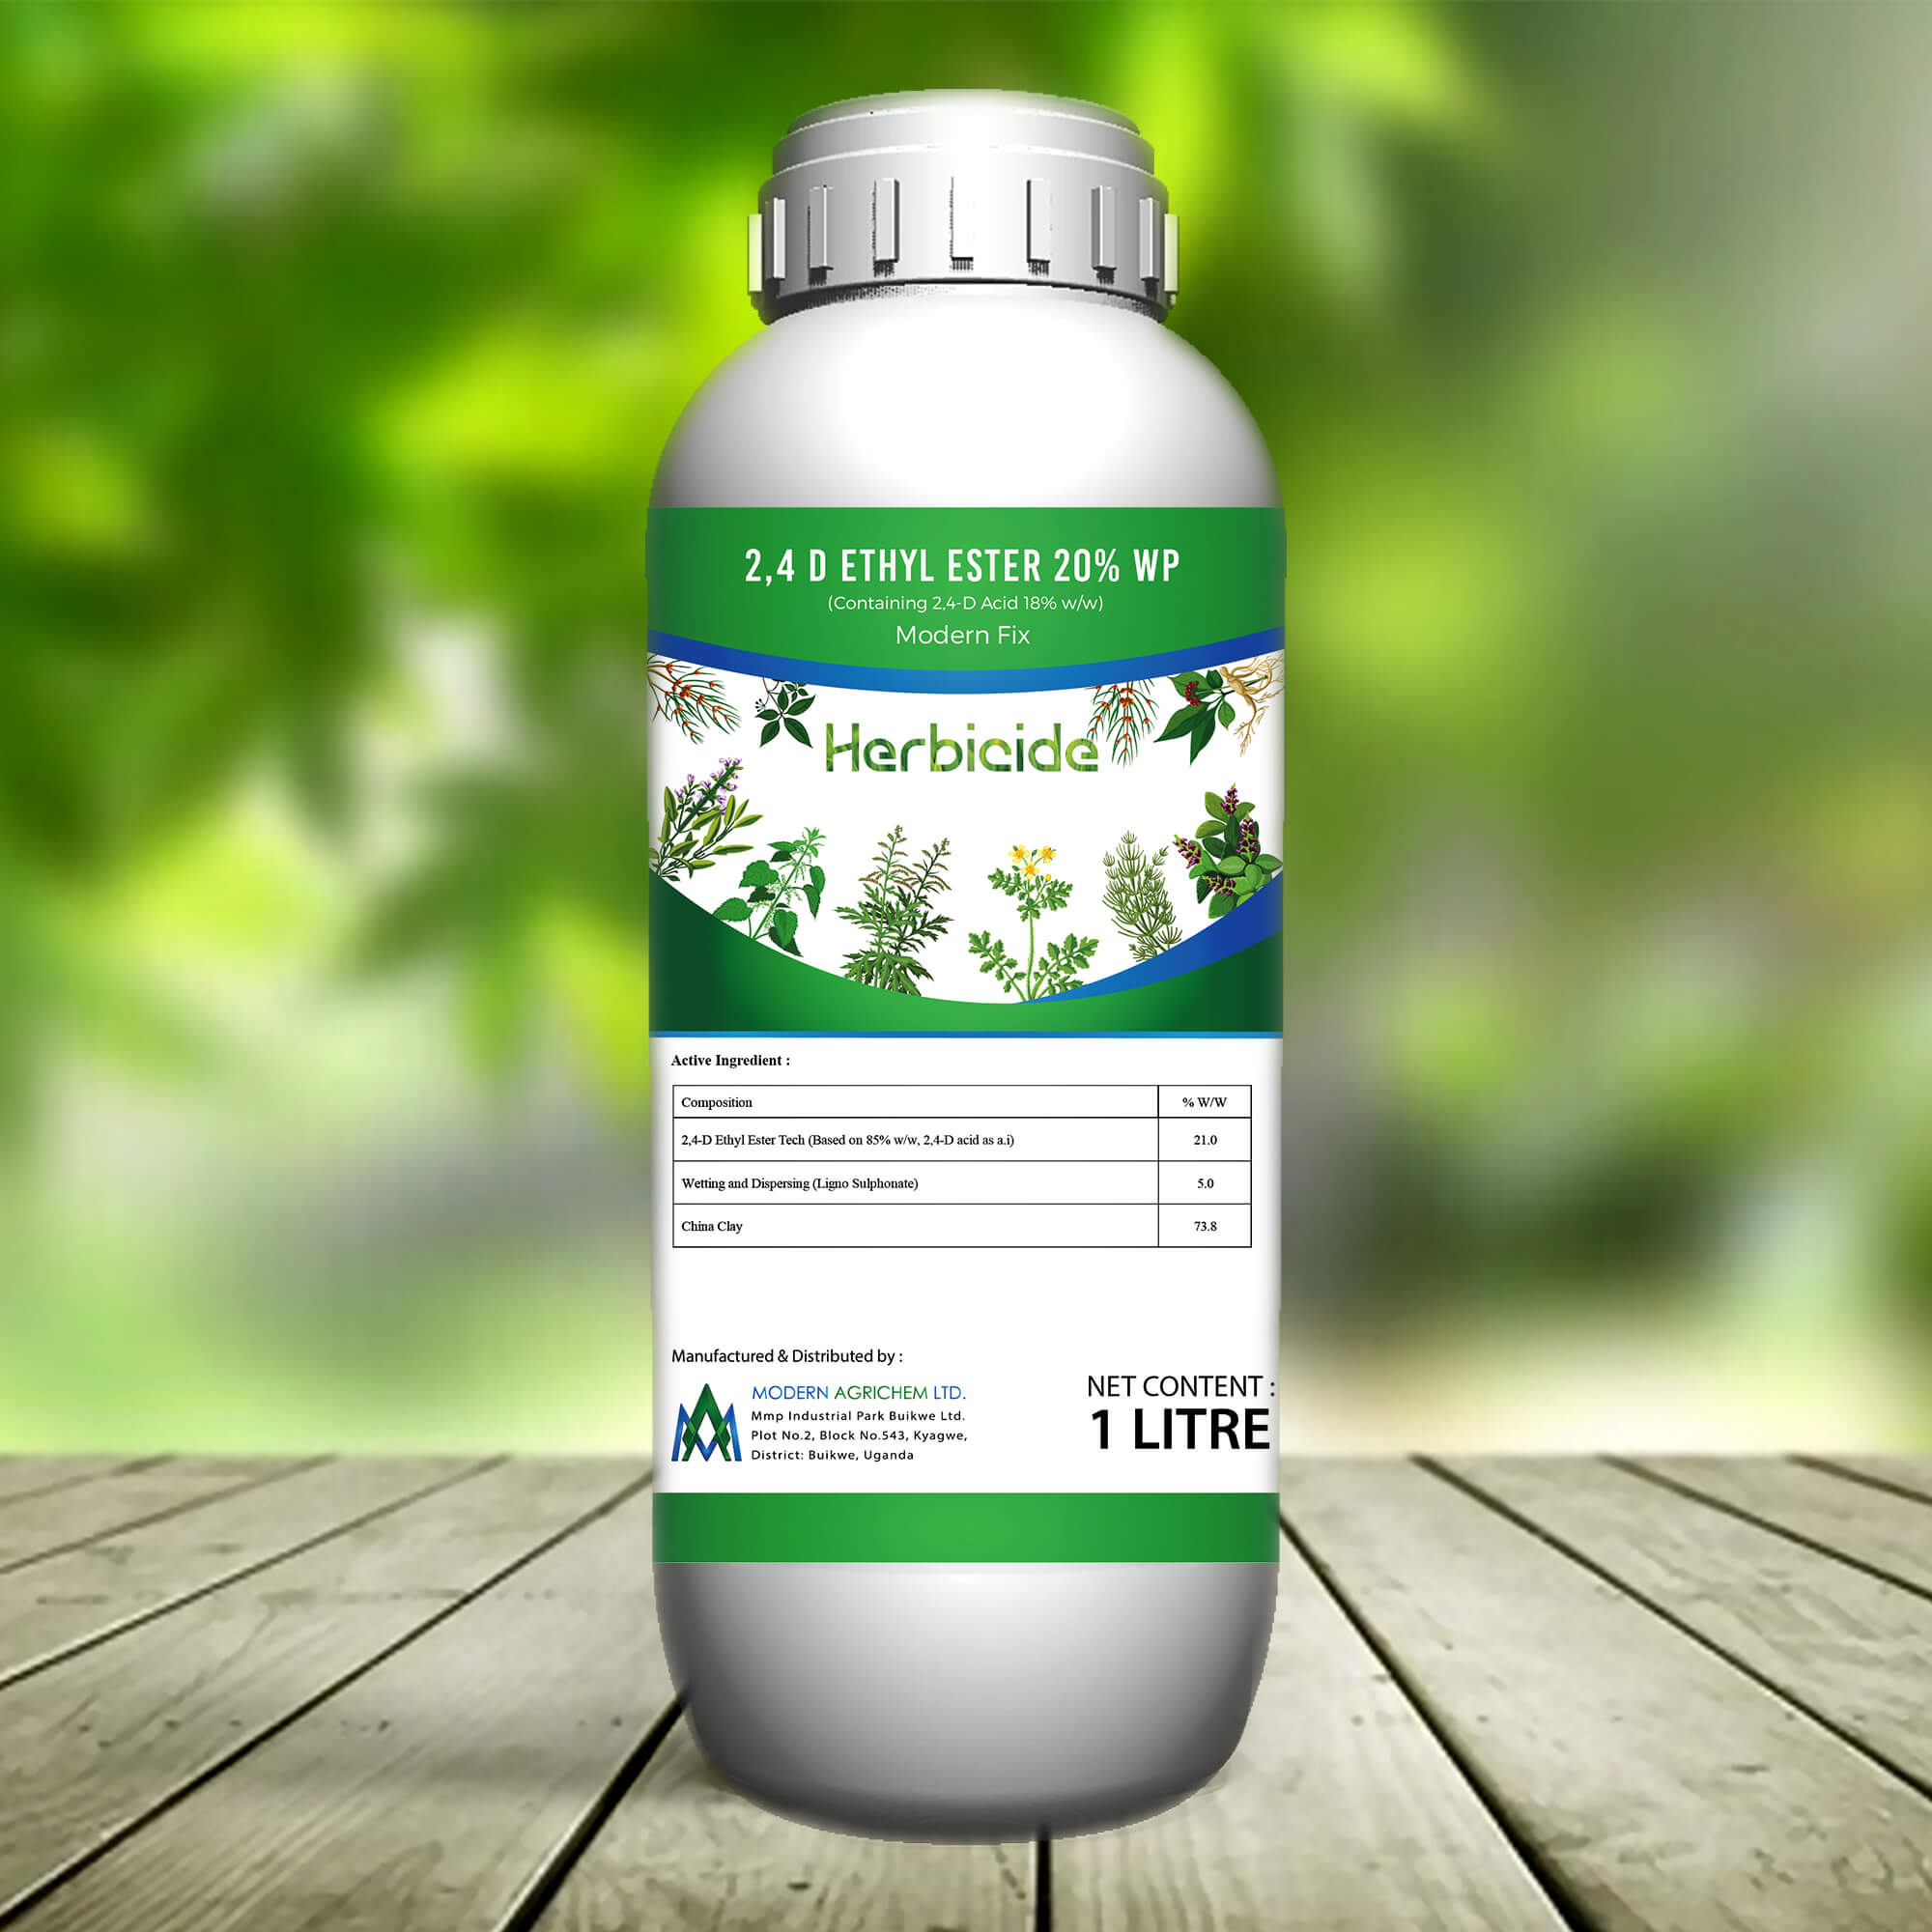 2,4 D ETHYL ESTER 20% WP
(Containing 2,4-D Acid 18% w/w)
Modern Fix
Herbicide
Active Ingredient :
Composition % W/W
2,4-D Ethyl Ester Tech (Based on 85% w/w, 2,4-D acid as a.i) 21.0
Wetting and Dispersing (Ligno Sulphonate) 5.0
China Clay 73.8
Manufactured & Distributed by :
MODERN AGRICHEM LTD.
Mmp Industrial Park Buikwe Ltd.
Plot No.2, Block No.543, Kyagwe,
District: Buikwe, Uganda
NET CONTENT :
1 LITRE